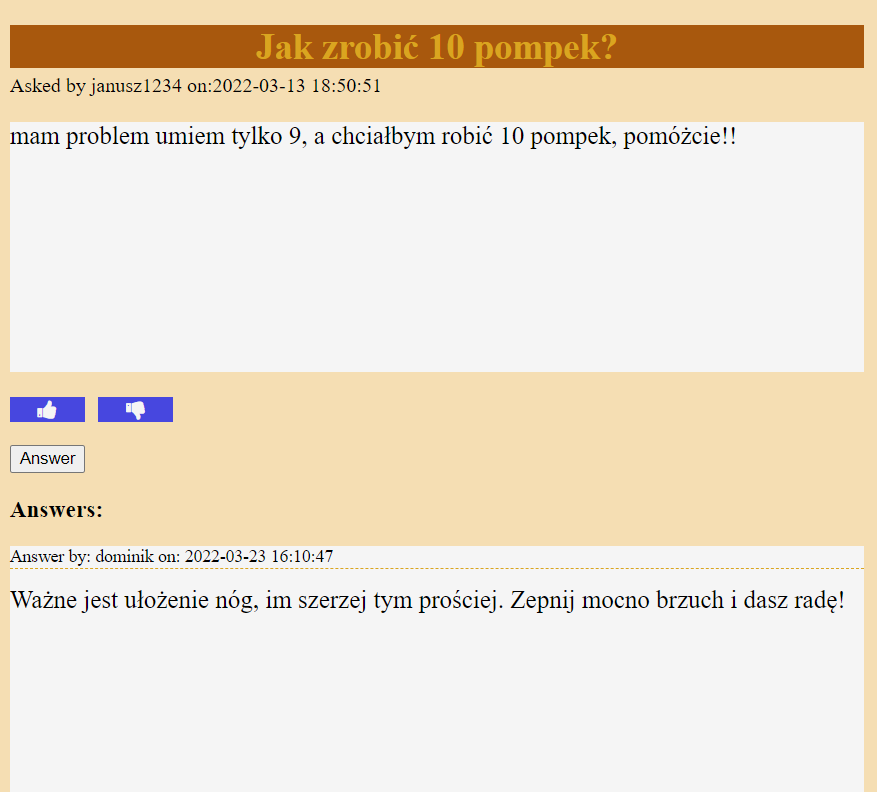 Jak zrobić 10 pompek?
Asked by janusz1234 on:2022-03-13 18:50:51
mam problem umiem tylko 9, a chciałbym robić 10 pompek, pomóżcie!!
Answer
Answers:
Answer by: dominik on: 2022-03-23 16:10:47
Ważne jest ułożenie nóg, im szerzej tym prościej. Zepnij mocno brzuch i dasz radę!